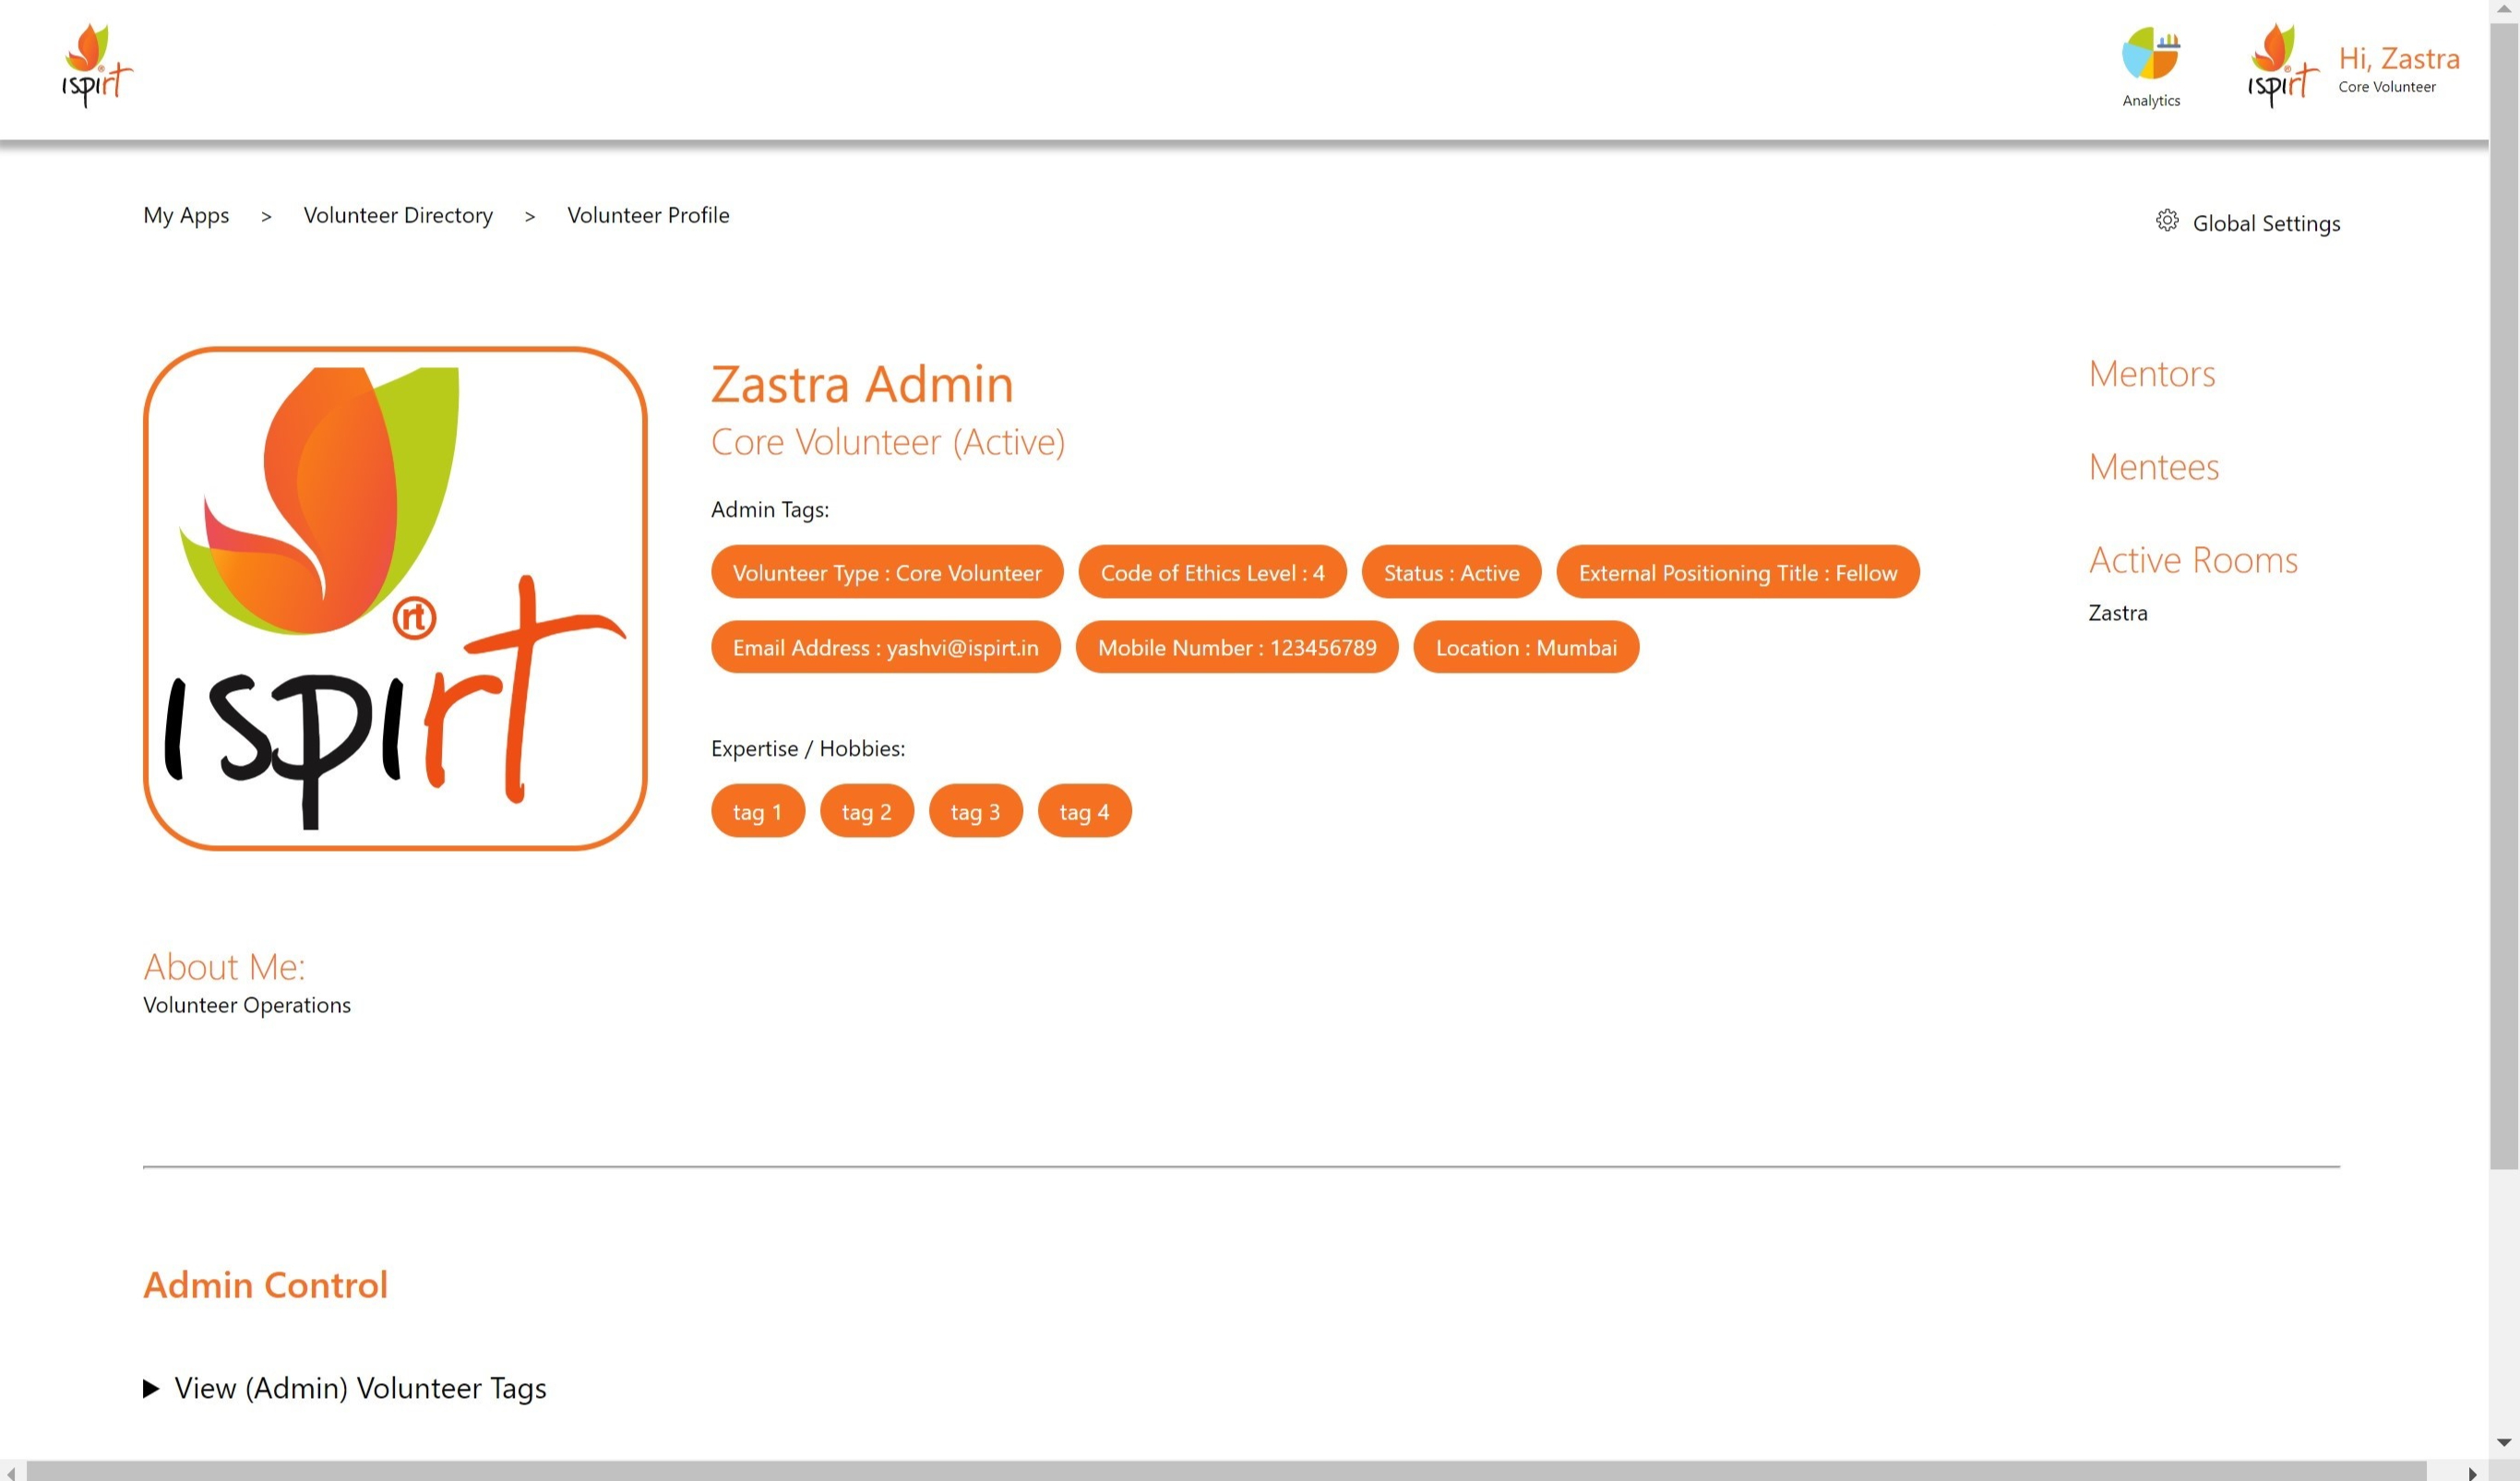 ispirt
Analytics
ispirt
Hi, Zastra
Core Volunteer
My Apps > Volunteer Directory > Volunteer Profile
Global Settings
ispirt
® rt
Zastra Admin
Core Volunteer (Active)
Admin Tags:
Volunteer Type : Core Volunteer Code of Ethics Level : 4 Status : Active External Positioning Title : Fellow
Email Address : yashvi@ispirt.in Mobile Number : 123456789 Location : Mumbai
Expertise / Hobbies:
tag 1 tag 2 tag 3 tag 4
Mentors
Mentees
Active Rooms
Zastra
About Me:
Volunteer Operations
Admin Control
▶ View (Admin) Volunteer Tags